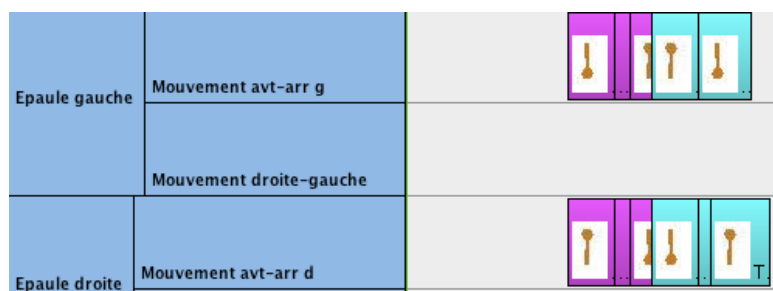 Mouvement avt-arr g
Epaule gauche
Mouvement droite-gauche
Mouvement avt-arr d
Epaule droite
... . ..
... .. T.